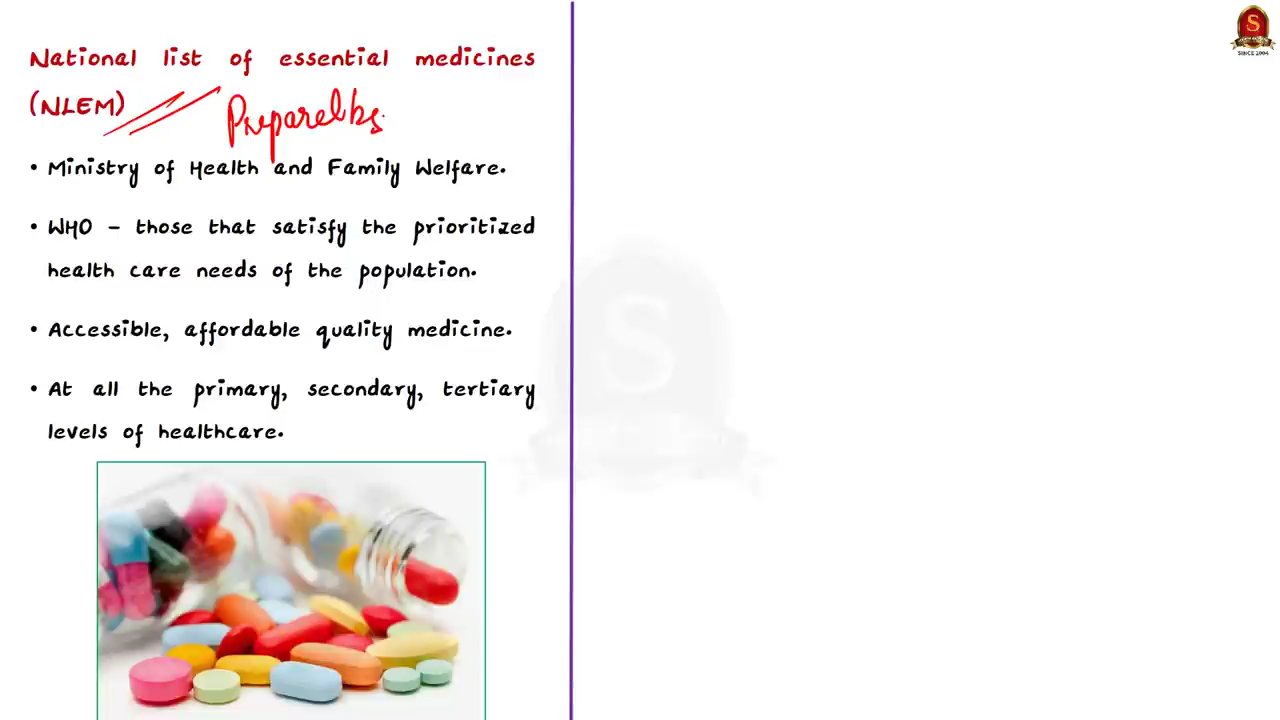 National list of essential medicines
(NLEM)
Prepared by
• Ministry of Health and Family Welfare.
• WHO – those that satisfy the prioritized
health care needs of the population.
• Accessible, affordable quality medicine.
• At all the primary, secondary, tertiary
levels of healthcare.
S
SINCE 2004
S